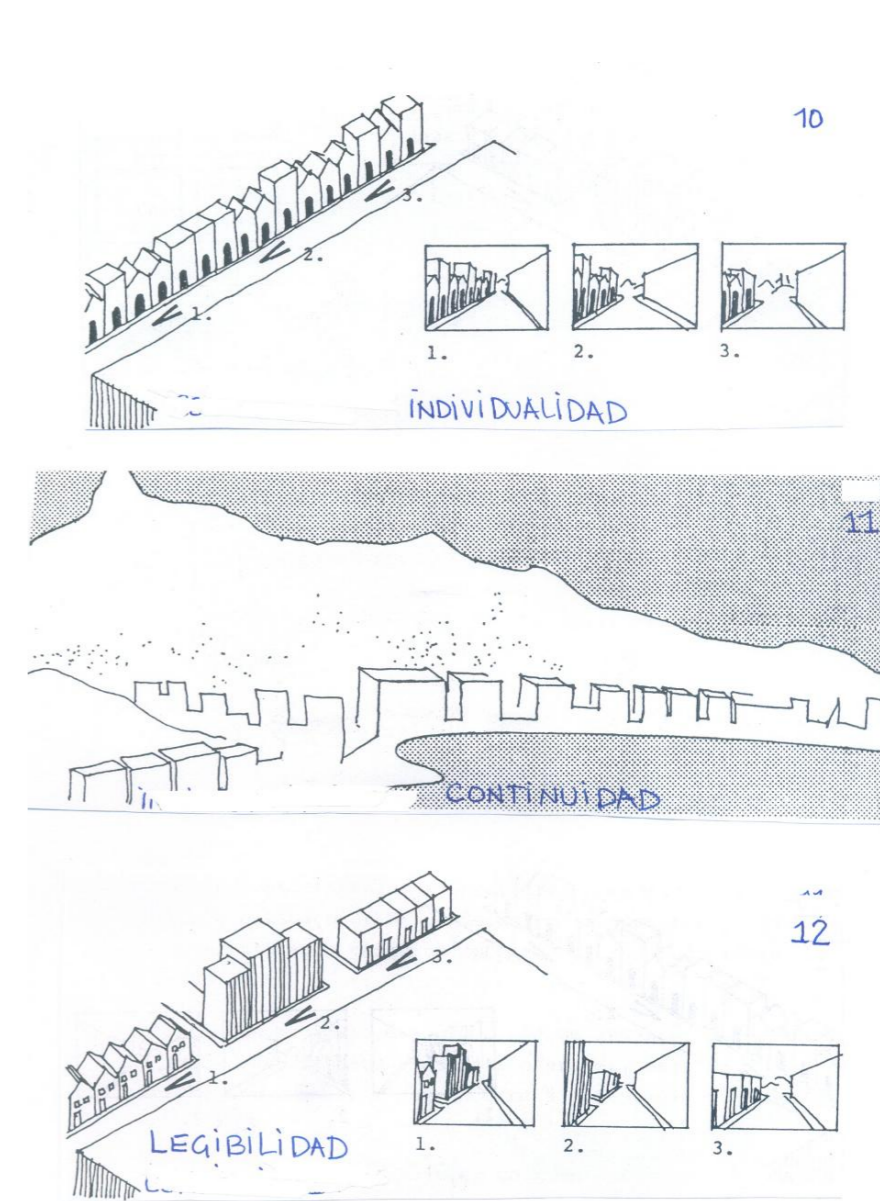 10
3.
2.
1.
1. 2. 3.
INDIVIDUALIDAD
11
CONTINUIDAD
12
3.
2.
1.
LEGIBILIDAD
1. 2. 3.